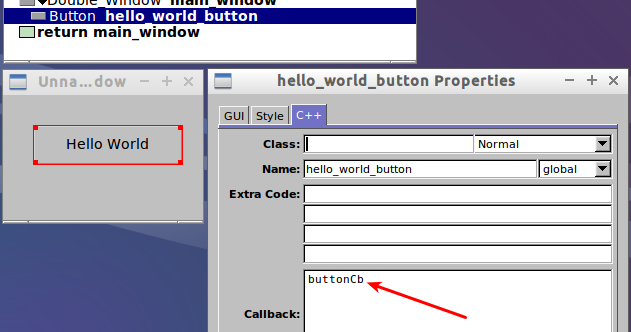 Double_Window main_window
Button hello_world_button
return main_window
Unna...dow
hello_world_button Properties
Hello World
GUI Style C++
Class: Normal
Name: hello_world_button global
Extra Code:
buttonCb
Callback: